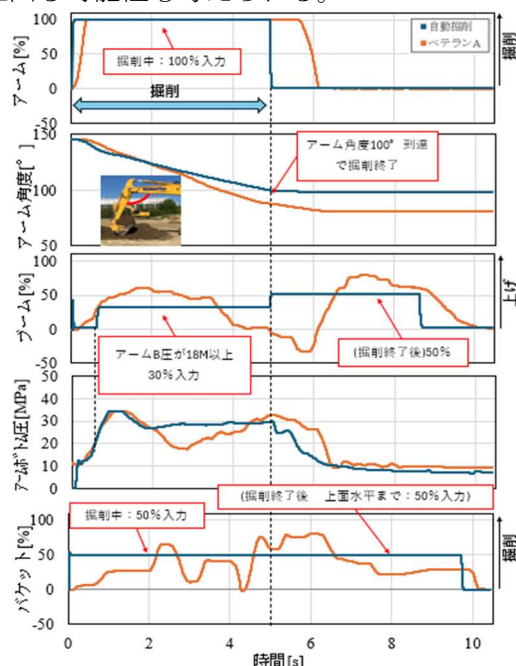 100
50
0
-50
アーム[%]
掘削中：100％入力
掘削
自動掘削
ベテランA
掘削
150
100
50
アーム角度[°]
アーム角度100°到達
で掘削終了
100
50
0
-50
ブーム[%]
上げ
アームB圧が18M以上
30％入力
(掘削終了後)50％
50
40
30
20
10
0
アームボトム圧[MPa]
(掘削終了後　上面水平まで：50％入力)
100
50
0
-50
バケット[%]
掘削中：50％入力
掘削
0
2
4
6
8
10
時間[s]